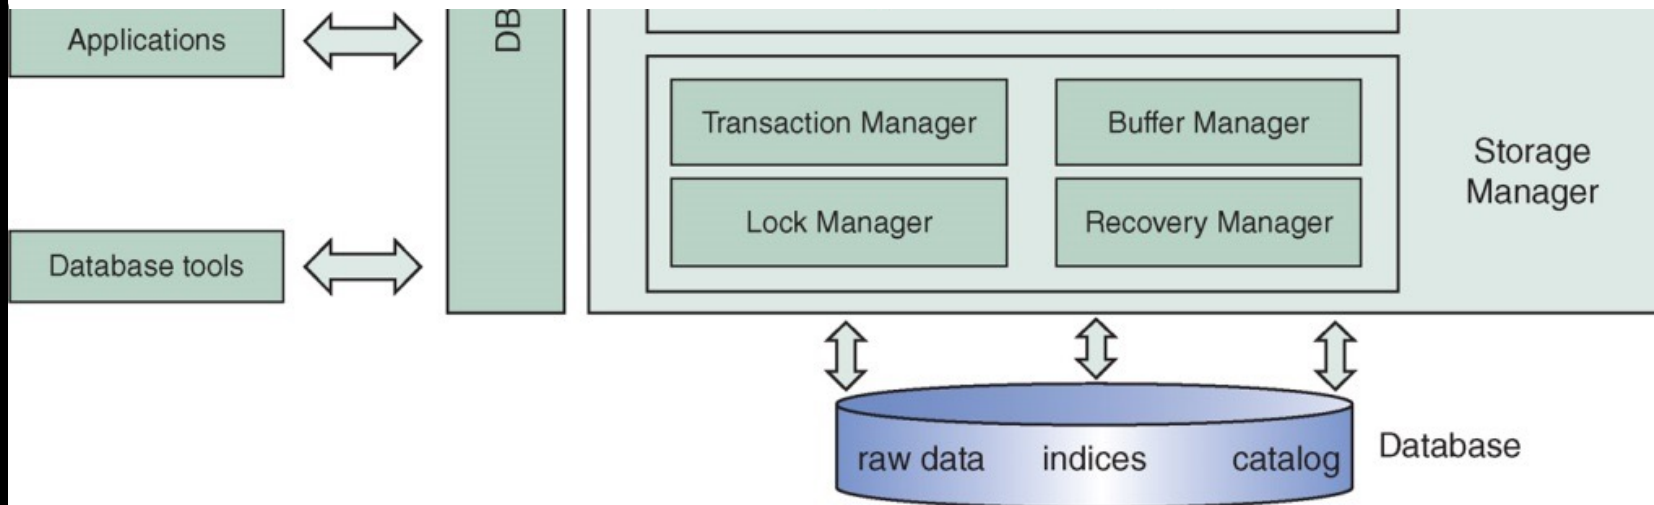 Applications
DB
Transaction Manager
Buffer Manager
Storage
Manager
Lock Manager
Recovery Manager
Database tools
raw data
indices
catalog
Database